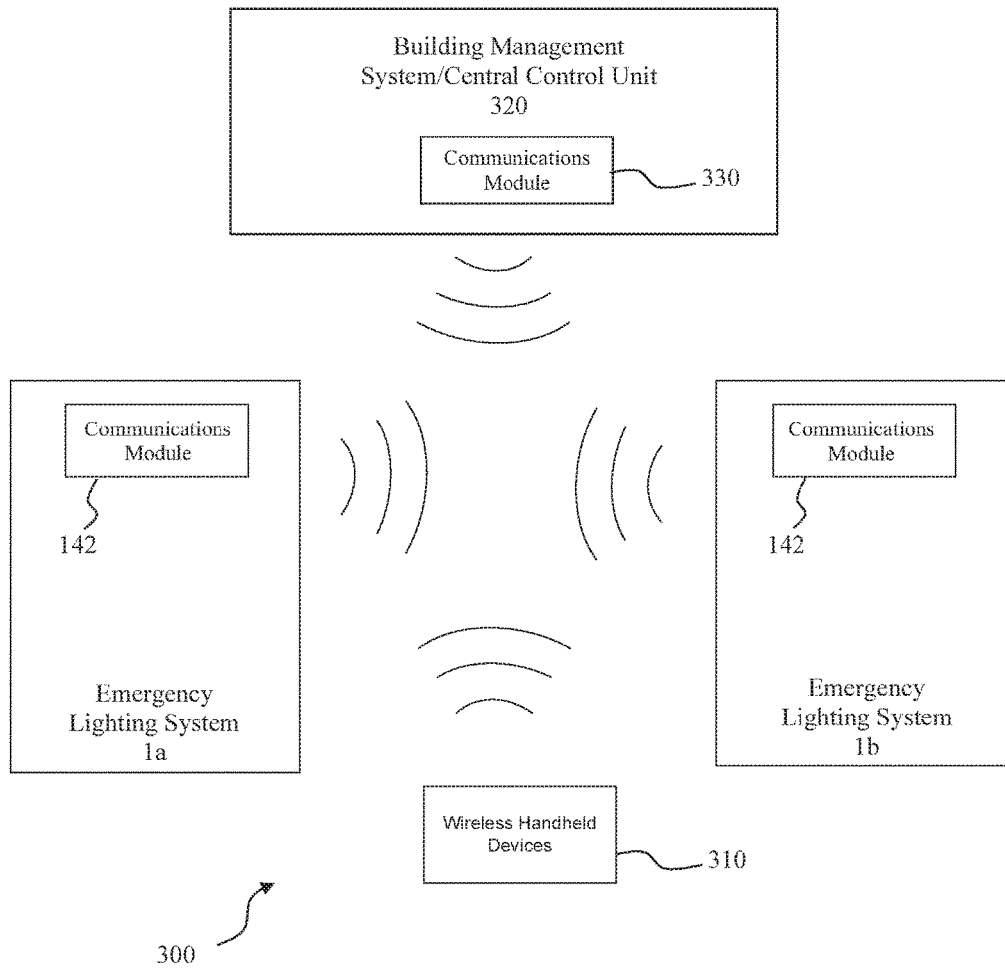 Building Management
System/Central Control Unit
320
Communications
Module
330
Communications
Module
142
Emergency
Lighting System
1a
Communications
Module
142
Emergency
Lighting System
1b
Wireless Handheld
Devices
310
300